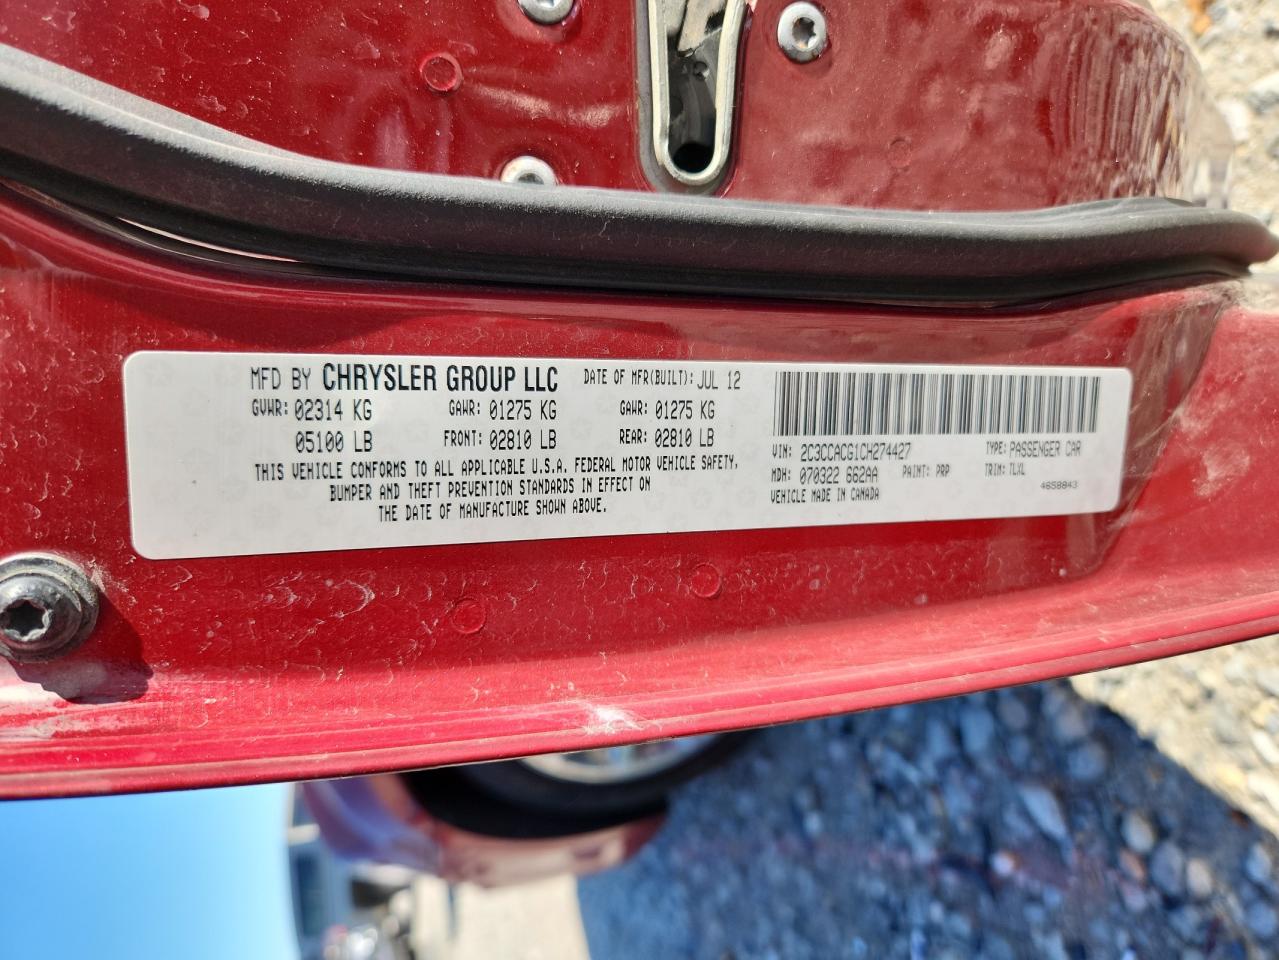 MFD BY CHRYSLER GROUP LLC DATE OF MFR(BUILT): JUL 12
GVWR: 02314 KG GAWR: 01275 KG GAWR: 01275 KG
05100 LB FRONT: 02810 LB REAR: 02810 LB
THIS VEHICLE CONFORMS TO ALL APPLICABLE U.S.A. FEDERAL MOTOR VEHICLE SAFETY,
BUMPER AND THEFT PREVENTION STANDARDS IN EFFECT ON
THE DATE OF MANUFACTURE SHOWN ABOVE.
VIN: 2C3CCACG1CH274427 TYPE: PASSENGER CAR
MDH: 070322 662AA PAINT: PRP TRIM: TLXL
VEHICLE MADE IN CANADA 4658843